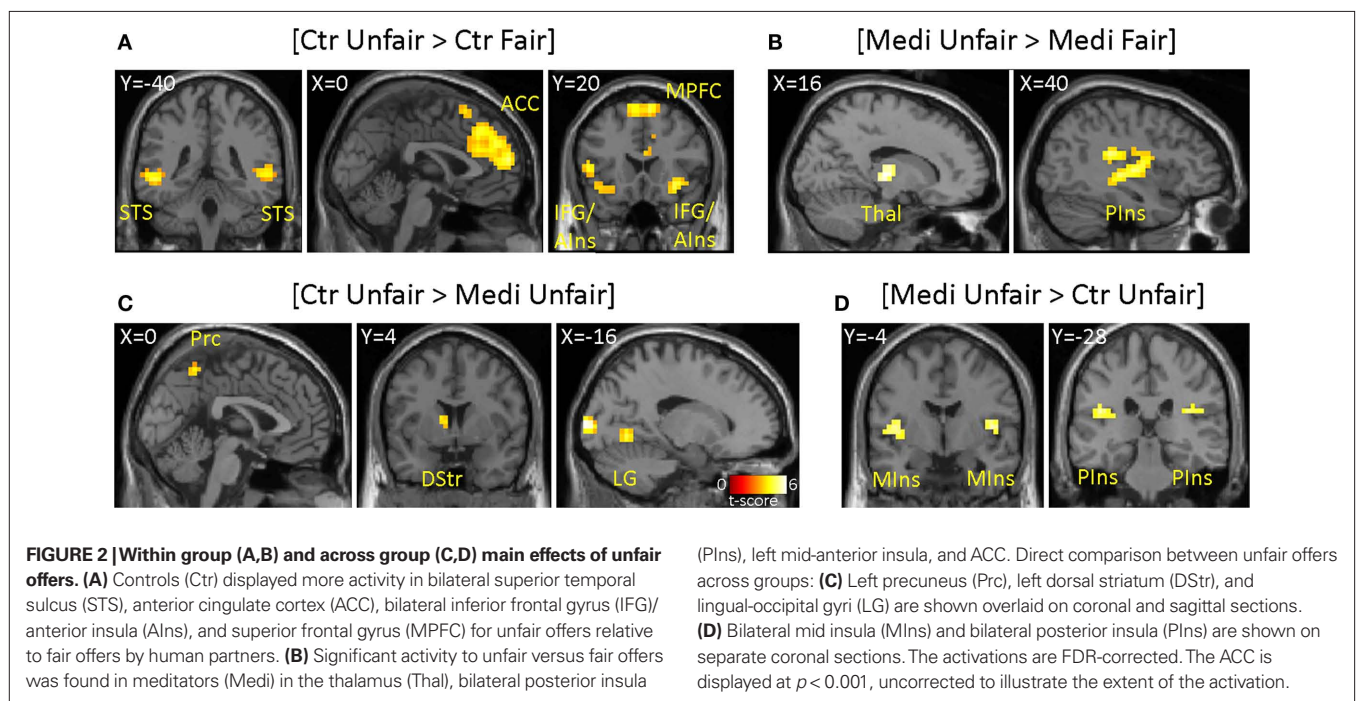 A
[Ctr Unfair > Ctr Fair]
Y=-40
STS
STS
X=0
ACC
Y=20
MPFC
IFG/
AIns
IFG/
AIns
B
[Medi Unfair > Medi Fair]
X=16
Thal
X=40
PIns
C
[Ctr Unfair > Medi Unfair]
X=0
Prc
Y=4
DStr
X=-16
LG
0
6
t-score
D
[Medi Unfair > Ctr Unfair]
Y=-4
MIns
MIns
Y=-28
PIns
PIns
FIGURE 2 | Within group (A,B) and across group (C,D) main effects of unfair
offers. (A) Controls (Ctr) displayed more activity in bilateral superior temporal
sulcus (STS), anterior cingulate cortex (ACC), bilateral inferior frontal gyrus (IFG)/
anterior insula (AIns), and superior frontal gyrus (MPFC) for unfair offers relative
to fair offers by human partners. (B) Significant activity to unfair versus fair offers
was found in meditators (Medi) in the thalamus (Thal), bilateral posterior insula
(PIns), left mid-anterior insula, and ACC. Direct comparison between unfair offers
across groups: (C) Left precuneus (Prc), left dorsal striatum (DStr), and
lingual-occipital gyri (LG) are shown overlaid on coronal and sagittal sections.
(D) Bilateral mid insula (MIns) and bilateral posterior insula (PIns) are shown on
separate coronal sections. The activations are FDR-corrected. The ACC is
displayed at p < 0.001, uncorrected to illustrate the extent of the activation.